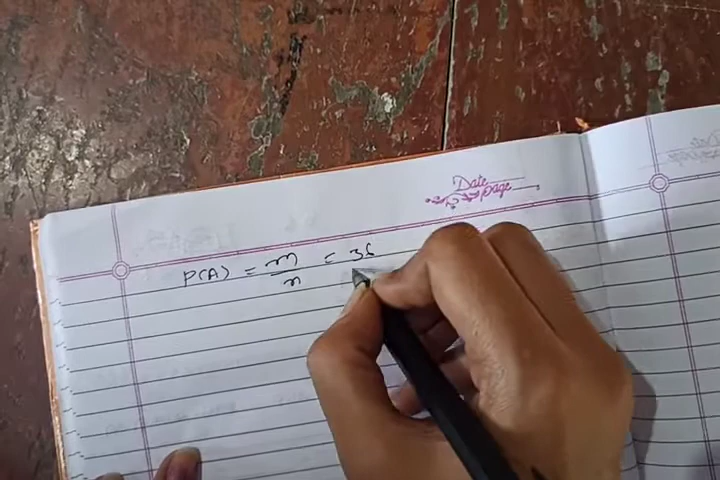 Date
Page
P(A) = m/n = 36